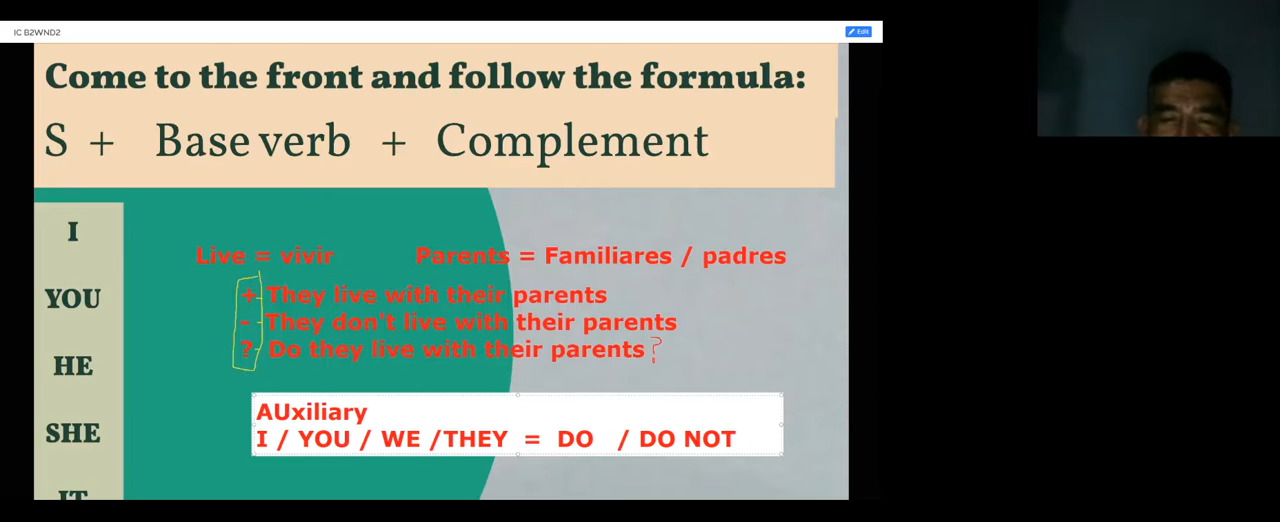 IC B2WND2
Edit
Come to the front and follow the formula:
S + Base verb + Complement
I
YOU
HE
SHE
IT
Live = vivir Parents = Familiares / padres
+ They live with their parents
- They don't live with their parents
? Do they live with their parents?
AUxiliary
I / YOU / WE /THEY = DO / DO NOT